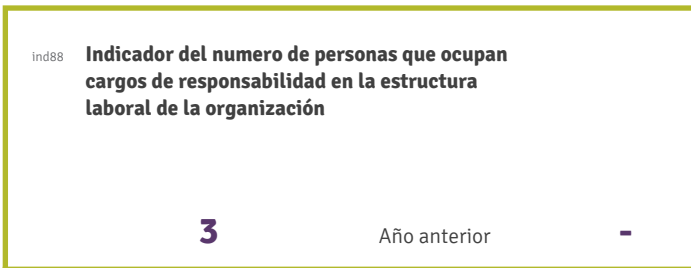 ind88 Indicador del numero de personas que ocupan
cargos de responsabilidad en la estructura
laboral de la organización
3 Año anterior -